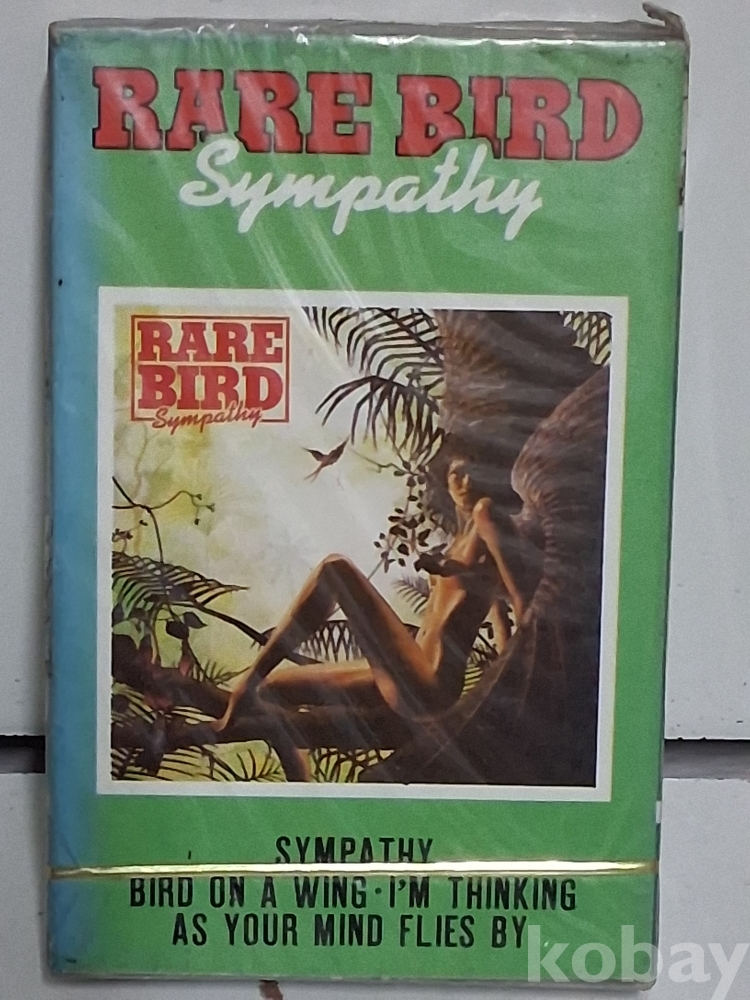 RARE BIRD
Sympathy
RARE
BIRD
Sympathy
SYMPATHY
BIRD ON A WING · I'M THINKING
AS YOUR MIND FLIES BY
kobay